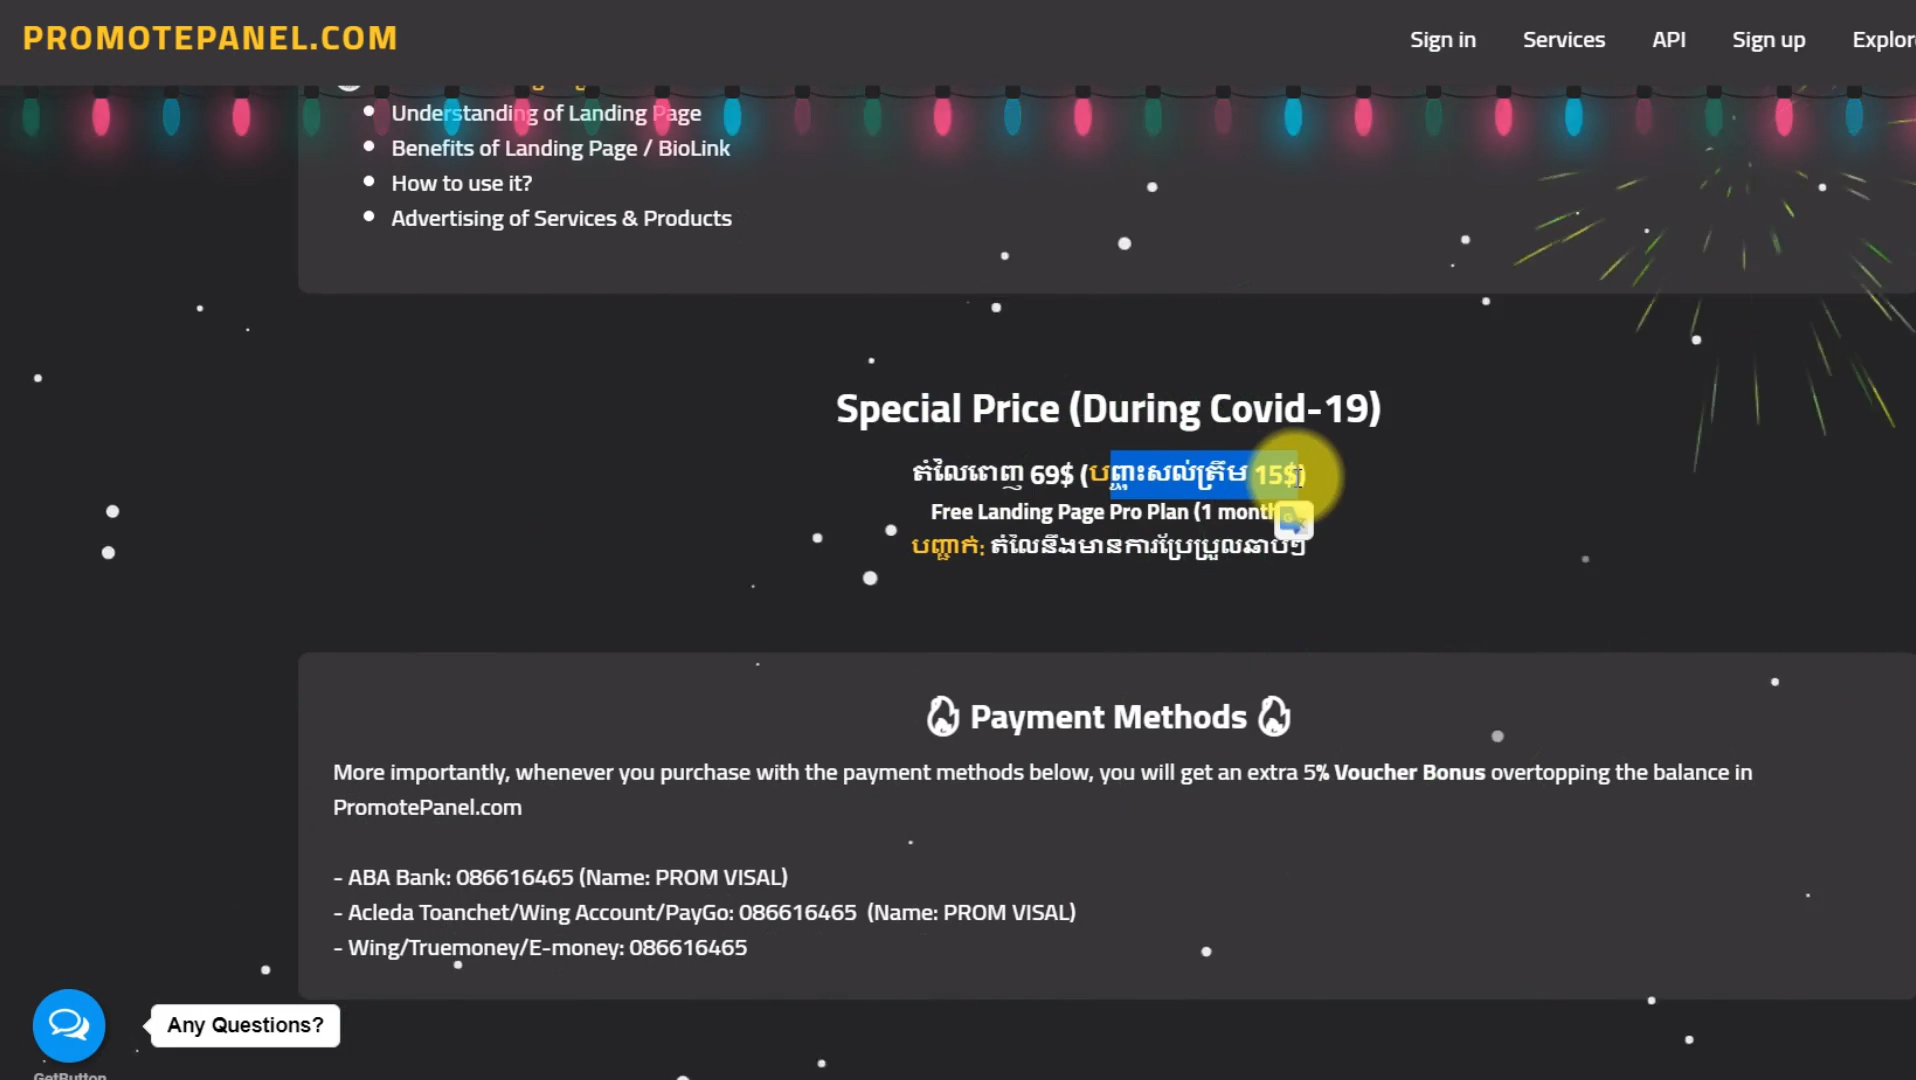 PROMOTEPANEL.COM
Sign in Services API Sign up Explor
Understanding of Landing Page
Benefits of Landing Page / BioLink
How to use it?
Advertising of Services & Products
Special Price (During Covid-19)
តំលៃពេញ 69$ (បញ្ចុះសល់ត្រឹម 15$)
Free Landing Page Pro Plan (1 month
បញ្ជាក់: តំលៃនឹងមានការប្រែប្រួលឆាប់ៗ
Payment Methods
More importantly, whenever you purchase with the payment methods below, you will get an extra 5% Voucher Bonus overtopping the balance in
PromotePanel.com
- ABA Bank: 086616465 (Name: PROM VISAL)
- Acleda Toanchet/Wing Account/PayGo: 086616465 (Name: PROM VISAL)
- Wing/Truemoney/E-money: 086616465
Any Questions?
GetButton